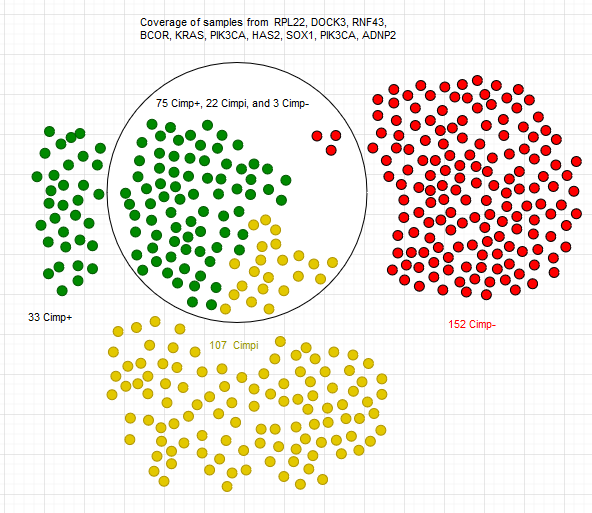 Coverage of samples from RPL22, DOCK3, RNF43,
BCOR, KRAS, PIK3CA, HAS2, SOX1, PIK3CA, ADNP2
75 Cimp+, 22 Cimpi, and 3 Cimp-
33 Cimp+
152 Cimp-
107 Cimpi